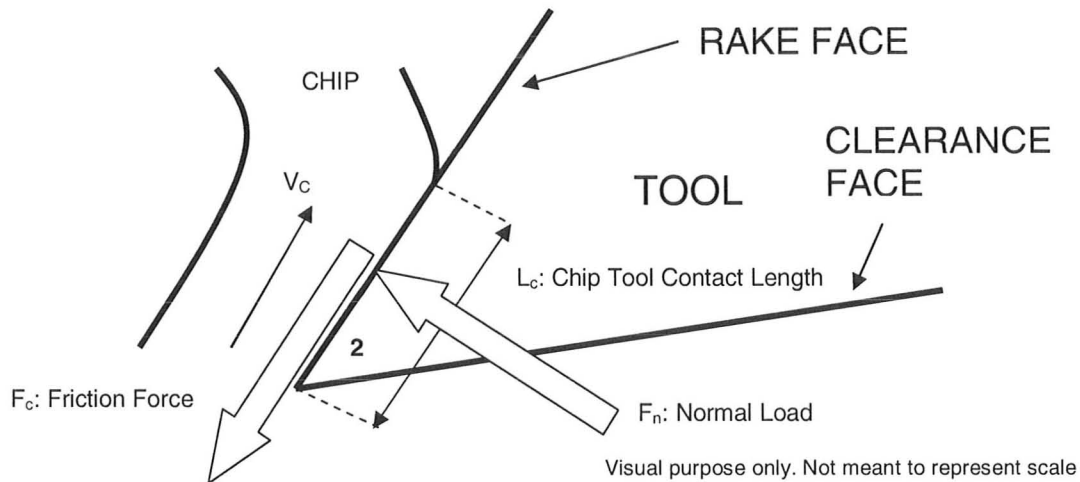 RAKE FACE
CHIP
CLEARANCE
FACE
TOOL
V_C
L_c: Chip Tool Contact Length
2
F_c: Friction Force
F_n: Normal Load
Visual purpose only. Not meant to represent scale